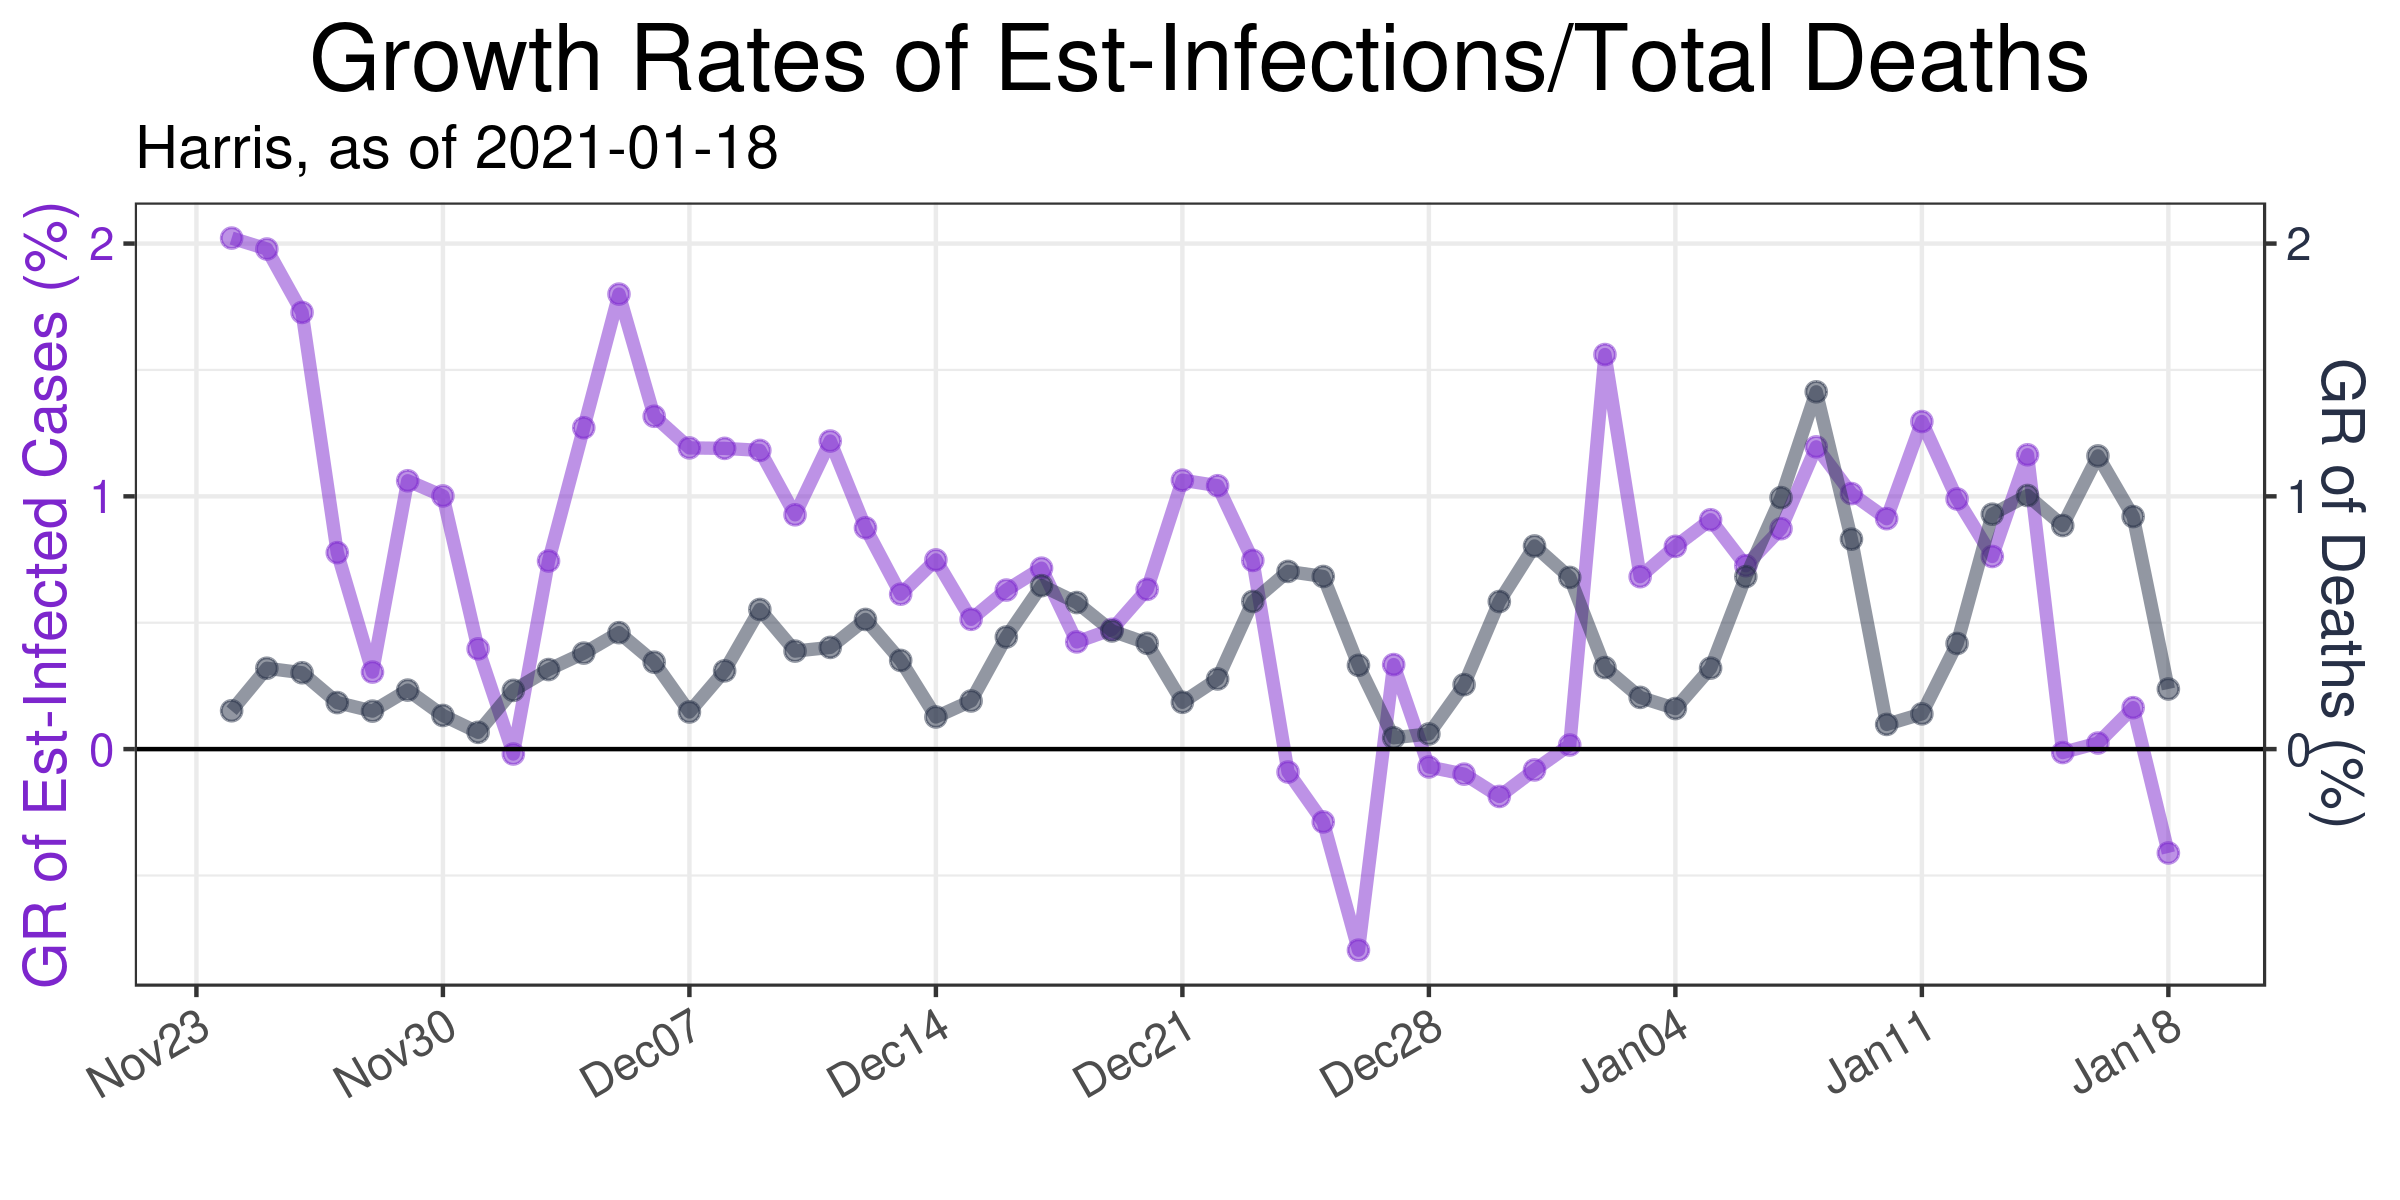 Growth Rates of Est-Infections/Total Deaths
Harris, as of 2021-01-18
GR of Est-Infected Cases (%)
2
1
0
2
1
0
GR of Deaths (%)
Nov23
Nov30
Dec07
Dec14
Dec21
Dec28
Jan04
Jan11
Jan18